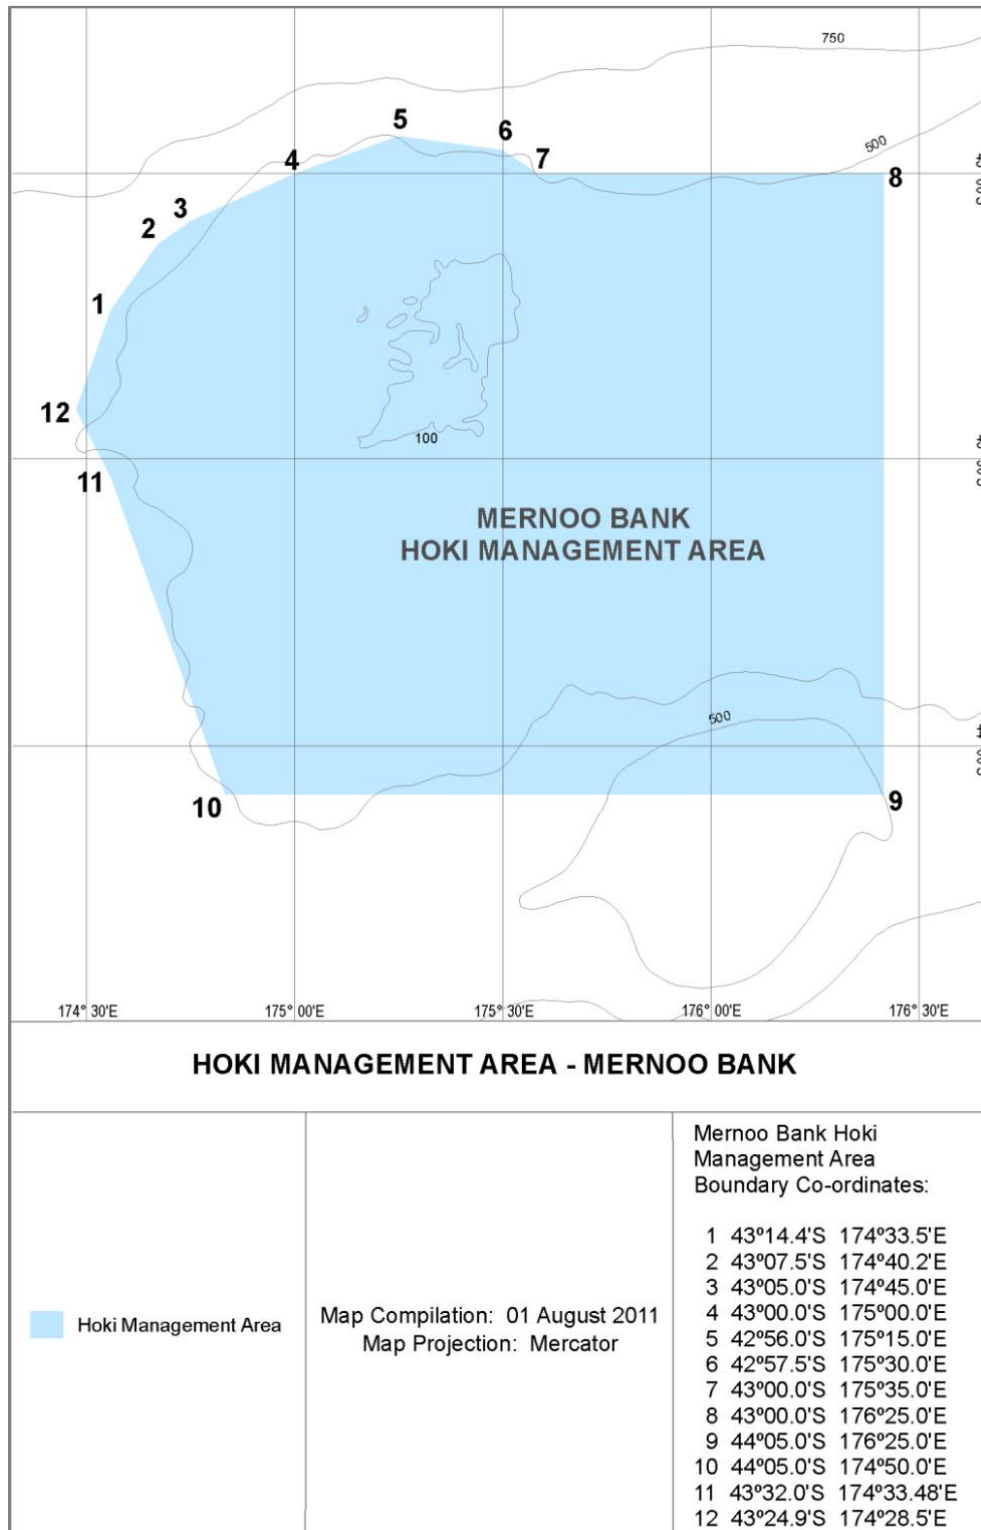 750
5
6
500
4
7
8
3
2
1
12
100
11
MERNOO BANK
HOKI MANAGEMENT AREA
500
10
9
174° 30'E
175° 00'E
175° 30'E
176° 00'E
176° 30'E
HOKI MANAGEMENT AREA - MERNOO BANK
Hoki Management Area
Map Compilation: 01 August 2011
Map Projection: Mercator
Mernoo Bank Hoki
Management Area
Boundary Co-ordinates:
1 43º14.4'S 174º33.5'E
2 43º07.5'S 174º40.2'E
3 43º05.0'S 174º45.0'E
4 43º00.0'S 175º00.0'E
5 42º56.0'S 175º15.0'E
6 42º57.5'S 175º30.0'E
7 43º00.0'S 175º35.0'E
8 43º00.0'S 176º25.0'E
9 44º05.0'S 176º25.0'E
10 44º05.0'S 174º50.0'E
11 43º32.0'S 174º33.48'E
12 43º24.9'S 174º28.5'E